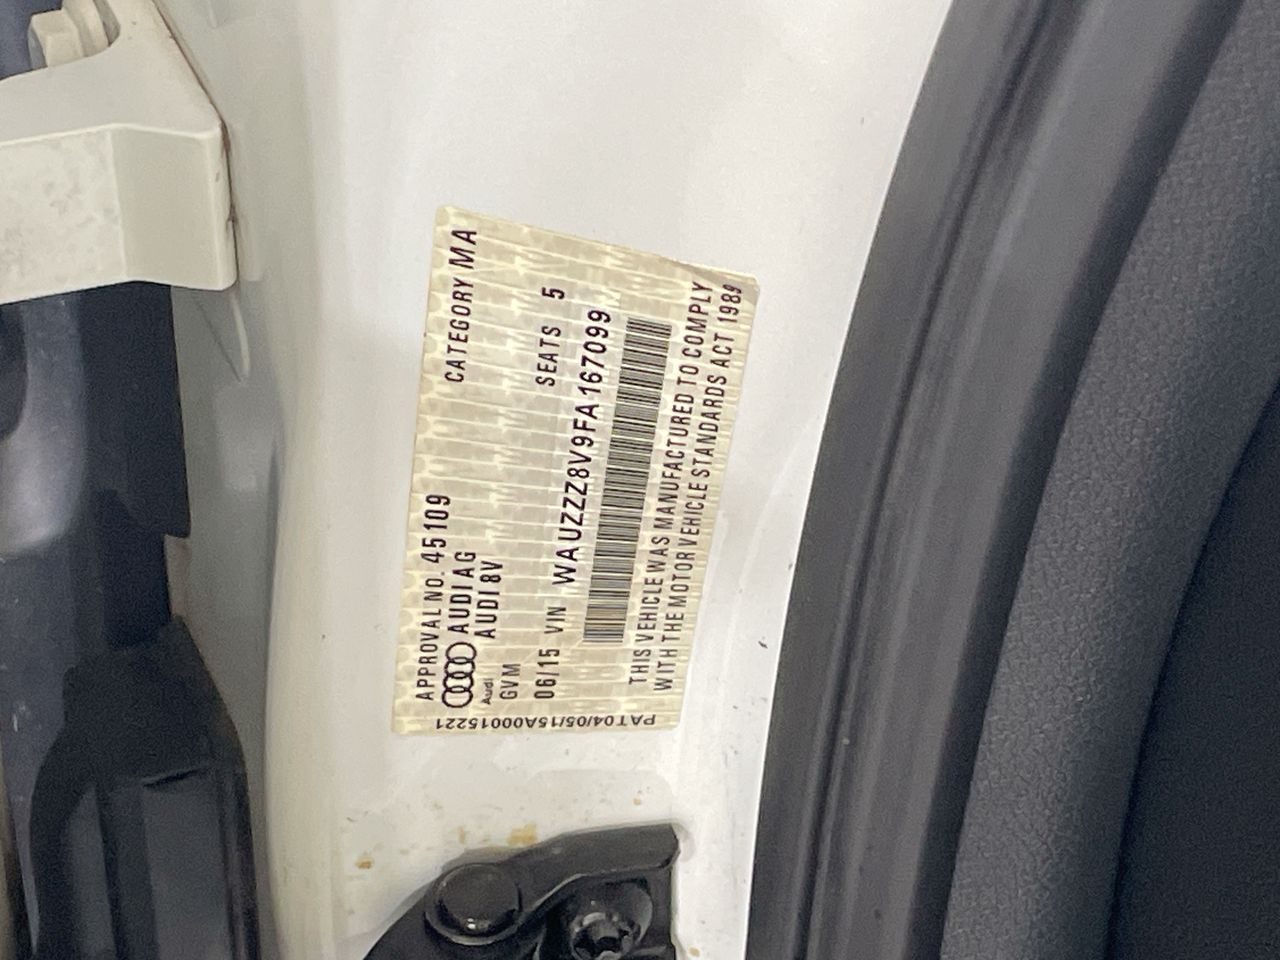 APPROVAL NO. 45109 CATEGORY MA
AUDI AG
Audi AUDI 8V
GVM SEATS 5
06/15 VIN WAUZZZ8V9FA167099
THIS VEHICLE WAS MANUFACTURED TO COMPLY
WITH THE MOTOR VEHICLE STANDARDS ACT 1989
PAT04/05/15A00015221